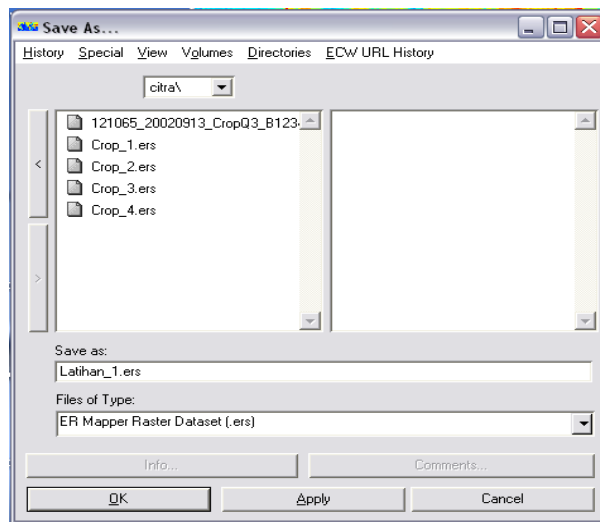 Save As...
History Special View Volumes Directories ECW URL History
citra\
121065_20020913_CropQ3_B123
Crop_1.ers
Crop_2.ers
Crop_3.ers
Crop_4.ers
<
>
Save as:
Latihan_1.ers
Files of Type:
ER Mapper Raster Dataset (.ers)
Info... Comments...
OK Apply Cancel